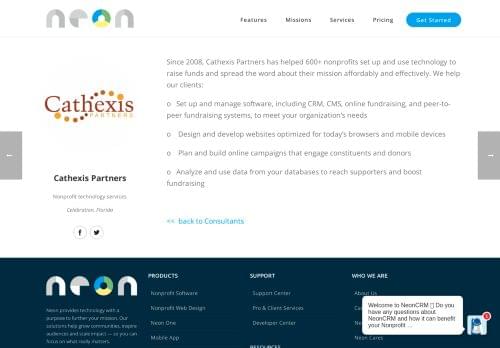 neon
Features Missions Services Pricing Get Started
Since 2008, Cathexis Partners has helped 600+ nonprofits set up and use technology to
raise funds and spread the word about their mission affordably and effectively. We help
our clients:
o Set up and manage software, including CRM, CMS, online fundraising, and peer-to-
peer fundraising systems, to meet your organization's needs
o Design and develop websites optimized for today's browsers and mobile devices
o Plan and build online campaigns that engage constituents and donors
o Analyze and use data from your databases to reach supporters and boost
fundraising
<< back to Consultants
Cathexis
PARTNERS
Cathexis Partners
Nonprofit technology services
Celebration, Florida
← →
neon
Neon provides technology with a
purpose to further your mission. Our
solutions help grow communities, inspire
audiences and scale impact — so you can
focus on what really matters.
PRODUCTS
Nonprofit Software
Nonprofit Web Design
Neon One
Mobile App
SUPPORT
Support Center
Pro & Client Services
Developer Center
RESOURCES
WHO WE ARE
About Us
Neon Cares
Welcome to NeonCRM Do you
have any questions about
NeonCRM and how it can benefit
your Nonprofit ...
1